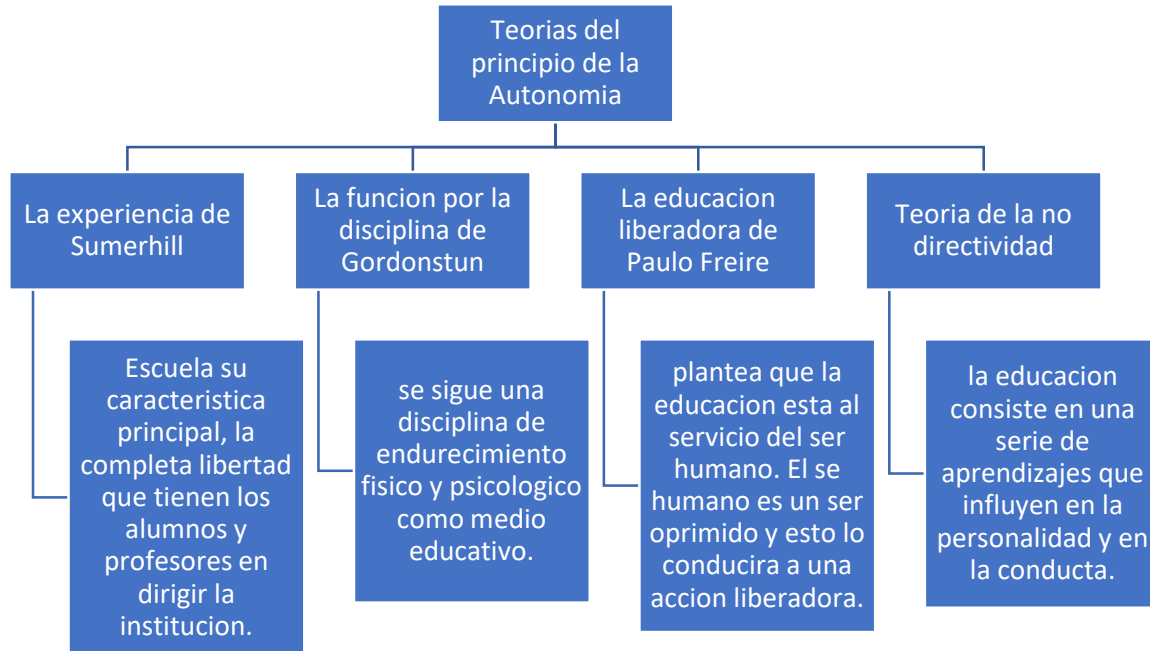 Teorias del
principio de la
Autonomia
La experiencia de
Sumerhill
La funcion por la
disciplina de
Gordonstun
La educacion
liberadora de
Paulo Freire
Teoria de la no
directividad
Escuela su
caracteristica
principal, la
completa libertad
que tienen los
alumnos y
profesores en
dirigir la
institucion.
se sigue una
disciplina de
endurecimiento
fisico y psicologico
como medio
educativo.
plantea que la
educacion esta al
servicio del ser
humano. El se
humano es un ser
oprimido y esto lo
conducira a una
accion liberadora.
la educacion
consiste en una
serie de
aprendizajes que
influyen en la
personalidad y en
la conducta.